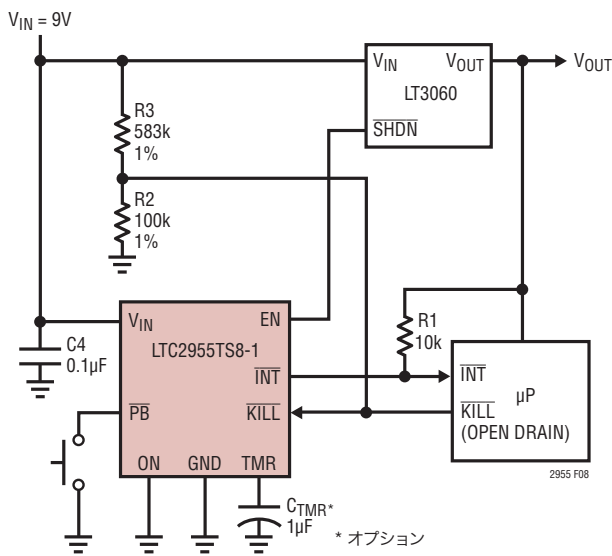 V_IN = 9V
V_IN
V_OUT
V_OUT
LT3060
SHDN
R3
583k
1%
R2
100k
1%
V_IN
EN
LTC2955TS8-1
INT
PB
KILL
ON
GND
TMR
C4
0.1µF
R1
10k
INT
µP
KILL
(OPEN DRAIN)
2955 F08
C_TMR*
1µF
* オプション